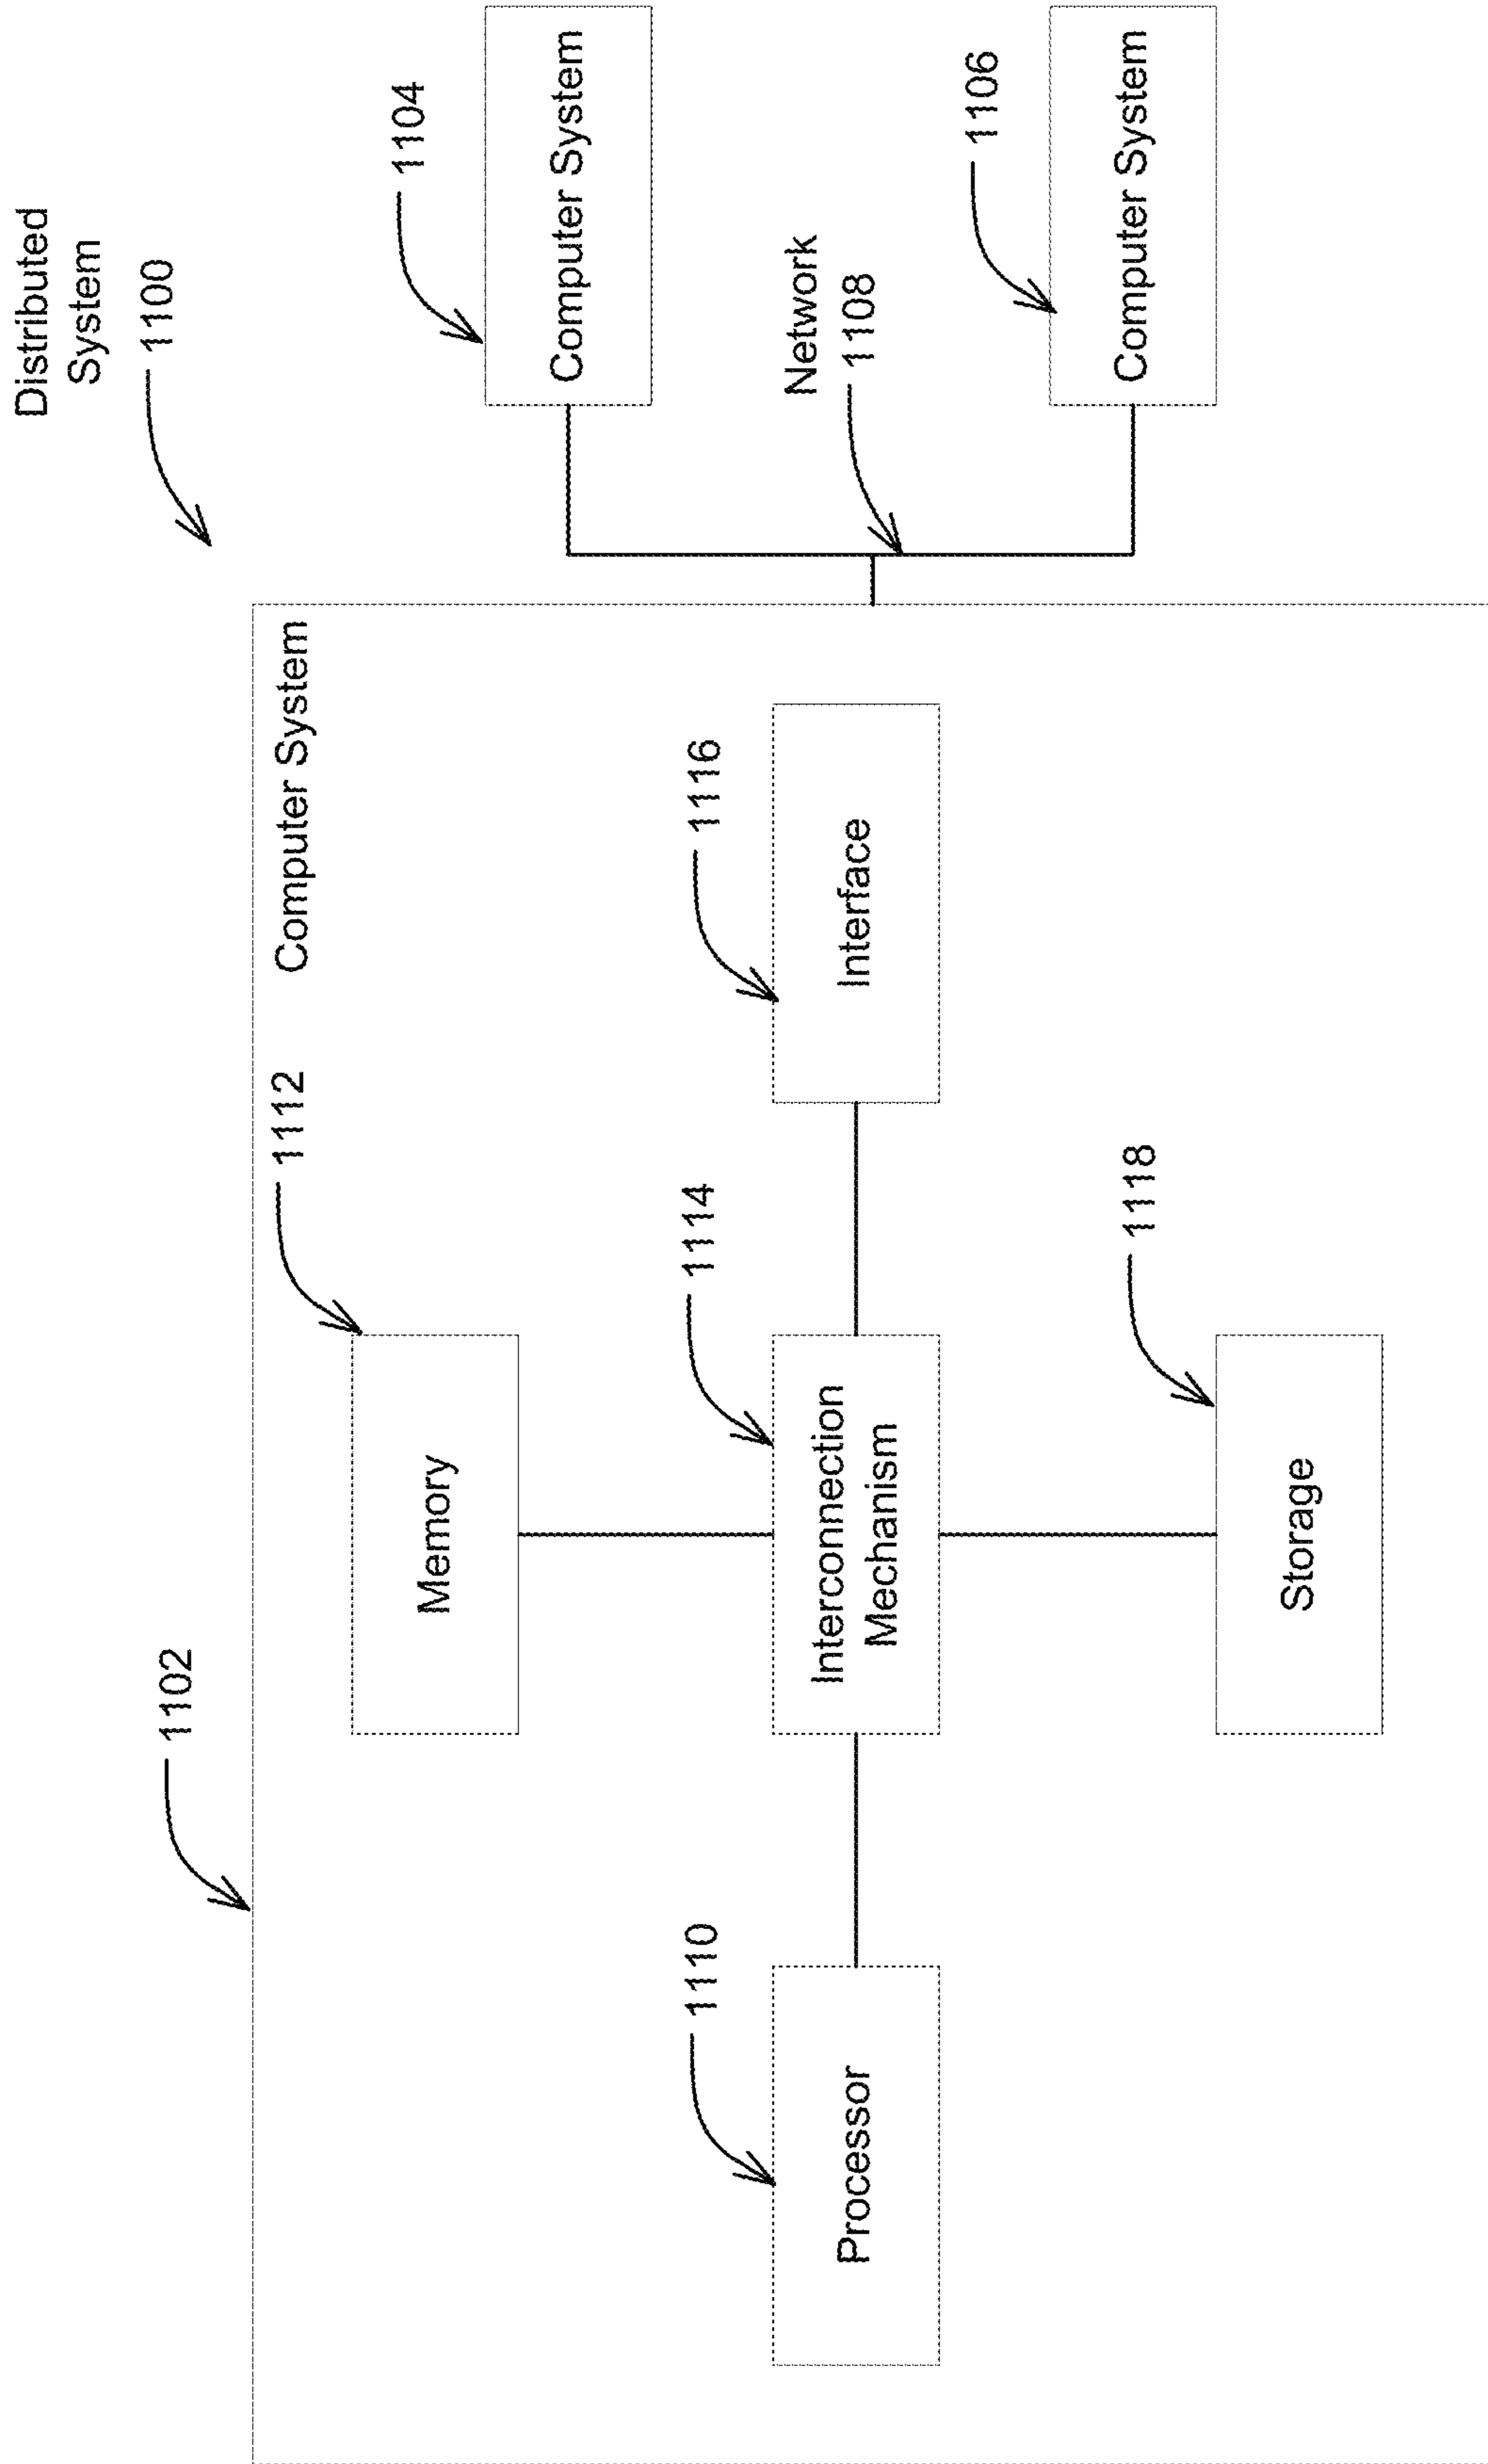 Distributed
System
1100
1102
Computer System
1112
Memory
1104
Computer System
1110
Processor
1114
Interconnection
Mechanism
1116
Interface
Network
1108
1118
Storage
1106
Computer System